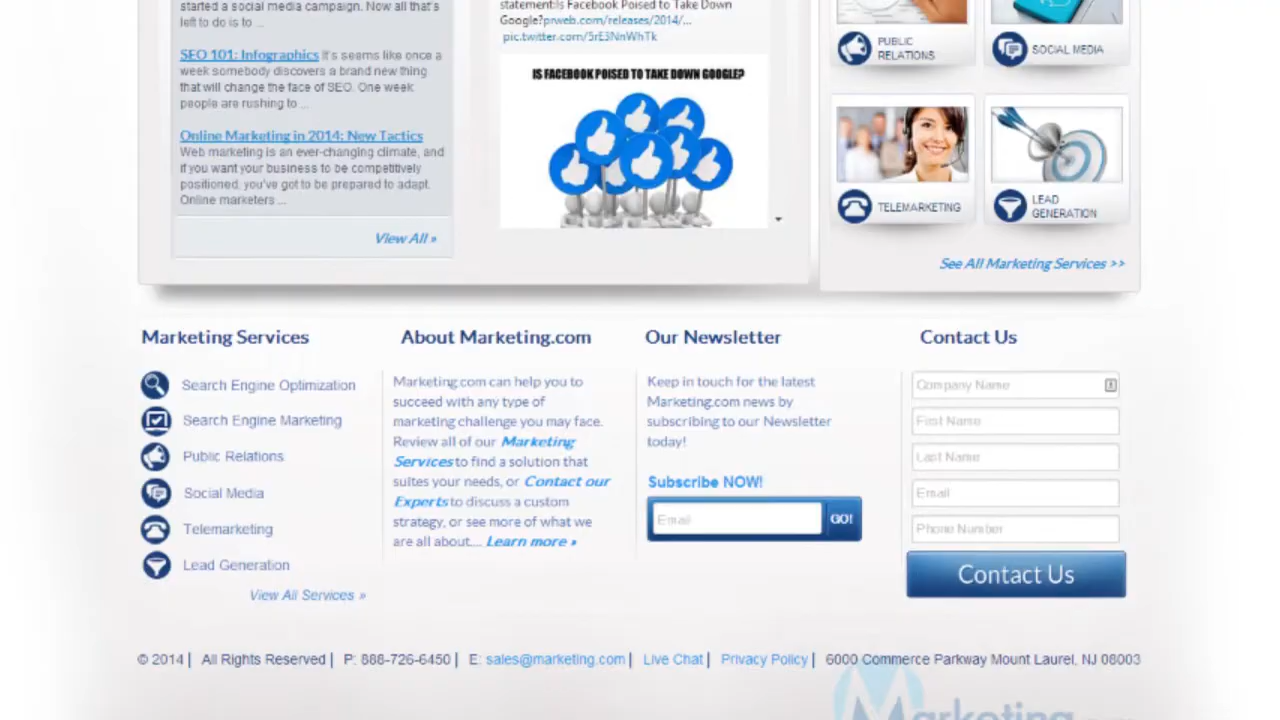 started a social media campaign. Now all that's
left to do is to ...
SEO 101: Infographics It's seems like once a
week somebody discovers a brand new thing
that will change the face of SEO. One week
people are rushing to ...
Online Marketing in 2014: New Tactics
Web marketing is an ever-changing climate, and
if you want your business to be competitively
positioned, you've got to be prepared to adapt.
Online marketers ...
View All »
statement:Is Facebook Poised to Take Down
Google?prweb.com/releases/2014/...
pic.twitter.com/5rE3NnWhTk
IS FACEBOOK POISED TO TAKE DOWN GOOGLE?
PUBLIC
RELATIONS
SOCIAL MEDIA
TELEMARKETING
LEAD
GENERATION
See All Marketing Services >>
Marketing Services
Search Engine Optimization
Search Engine Marketing
Public Relations
Social Media
Telemarketing
Lead Generation
View All Services »
About Marketing.com
Marketing.com can help you to
succeed with any type of
marketing challenge you may face.
Review all of our Marketing
Services to find a solution that
suites your needs, or Contact our
Experts to discuss a custom
strategy, or see more of what we
are all about.... Learn more »
Our Newsletter
Keep in touch for the latest
Marketing.com news by
subscribing to our Newsletter
today!
Subscribe NOW!
Email
GO!
Contact Us
Company Name
First Name
Last Name
Email
Phone Number
Contact Us
© 2014 | All Rights Reserved | P: 888-726-6450 | E: sales@marketing.com | Live Chat | Privacy Policy | 6000 Commerce Parkway Mount Laurel, NJ 08003
Marketing